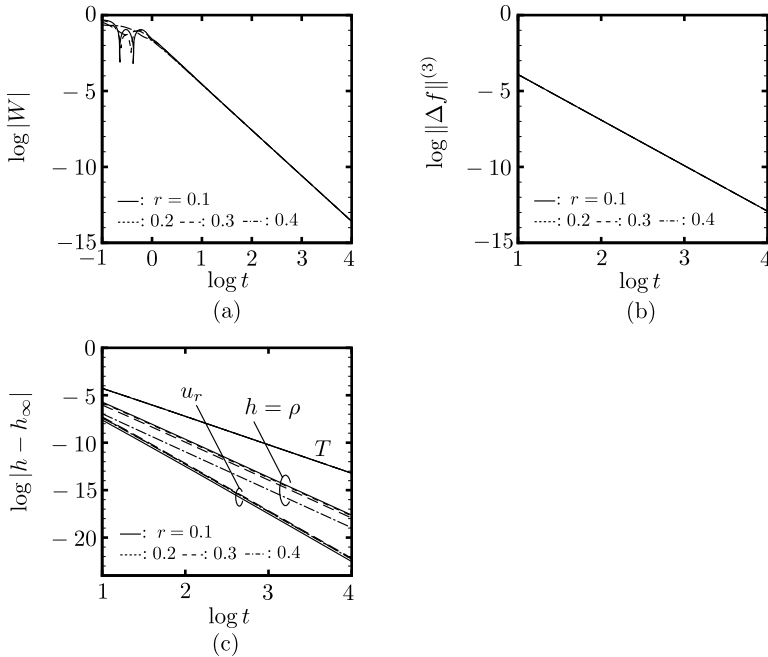 0
−5
−10
−15
log |W|
—: r = 0.1
: 0.2 : 0.3 : 0.4
−1 0 1 2 3 4
log t
(a)
0
−5
−10
−15
log ||Δf||^(3)
—: r = 0.1
: 0.2 : 0.3 : 0.4
1 2 3 4
log t
(b)
0
−5
−10
−15
−20
log |h − h_∞|
u_r
h = ρ
T
—: r = 0.1
: 0.2 : 0.3 : 0.4
1 2 3 4
log t
(c)